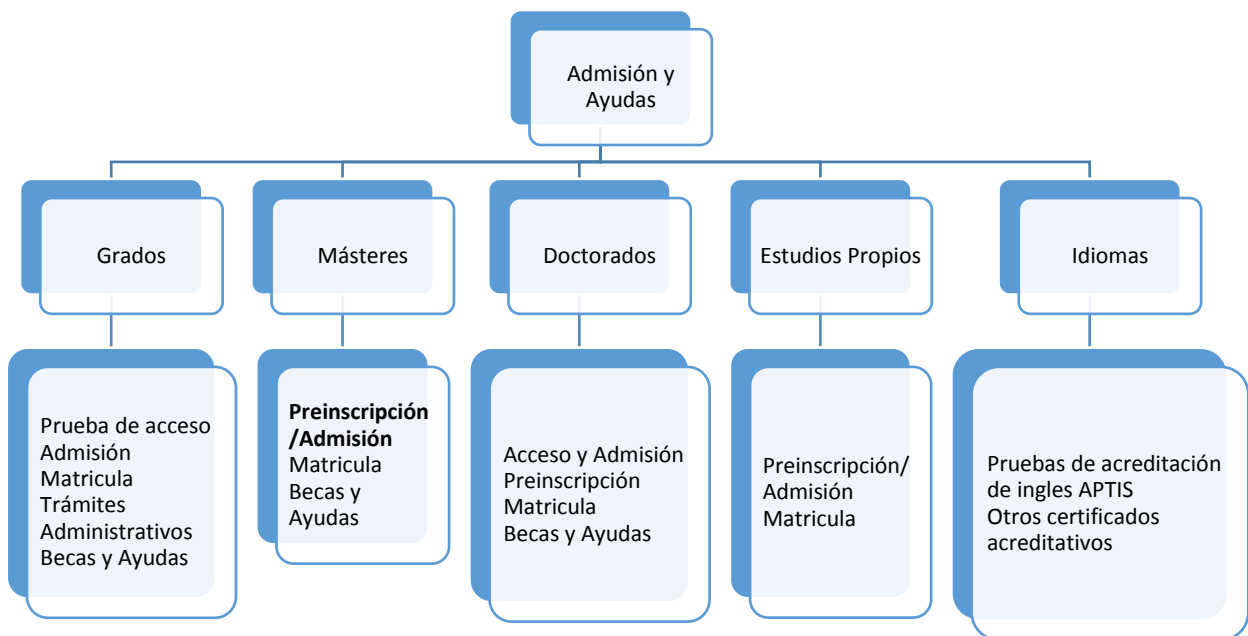 Admisión y
Ayudas
Grados
Másteres
Doctorados
Estudios Propios
Idiomas
Prueba de acceso
Admisión
Matricula
Trámites
Administrativos
Becas y Ayudas
Preinscripción
/Admisión
Matricula
Becas y
Ayudas
Acceso y Admisión
Preinscripción
Matricula
Becas y Ayudas
Preinscripción/
Admisión
Matricula
Pruebas de acreditación
de ingles APTIS
Otros certificados
acreditativos